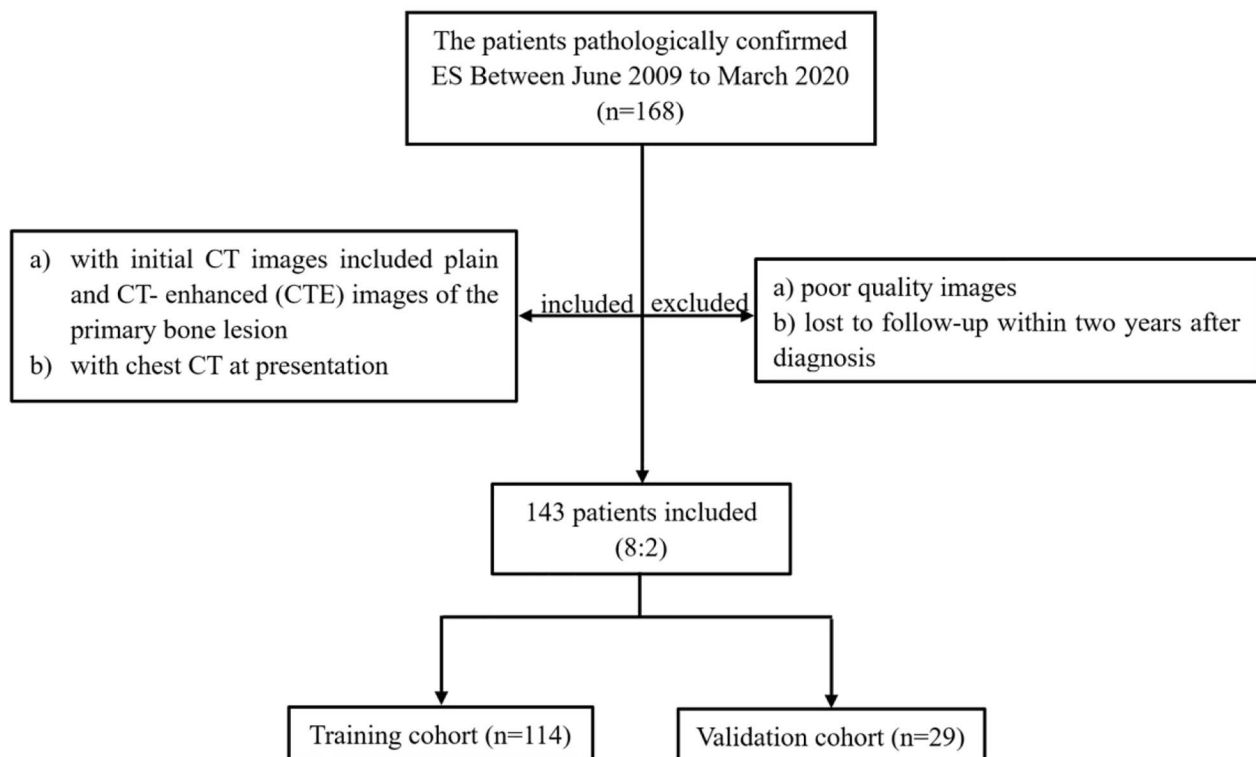 The patients pathologically confirmed
ES Between June 2009 to March 2020
(n=168)
a) with initial CT images included plain
and CT- enhanced (CTE) images of the
primary bone lesion
b) with chest CT at presentation
included
excluded
a) poor quality images
b) lost to follow-up within two years after
diagnosis
143 patients included
(8:2)
Training cohort (n=114)
Validation cohort (n=29)